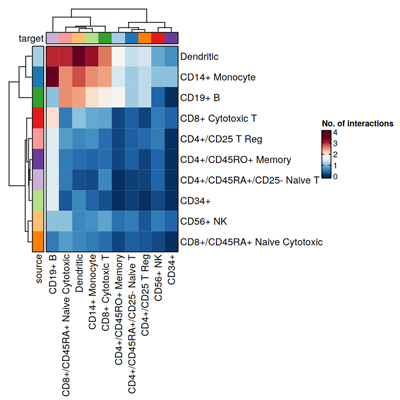 target
Dendritic
CD14+ Monocyte
CD19+ B
CD8+ Cytotoxic T
CD4+/CD25 T Reg
CD4+/CD45RO+ Memory
CD4+/CD45RA+/CD25- Naive T
CD34+
CD56+ NK
CD8+/CD45RA+ Naive Cytotoxic
No. of interactions
4
3
2
1
0
source
CD19+ B
CD8+/CD45RA+ Naive Cytotoxic
Dendritic
CD14+ Monocyte
CD8+ Cytotoxic T
CD4+/CD45RO+ Memory
CD4+/CD45RA+/CD25- Naive T
CD4+/CD25 T Reg
CD56+ NK
CD34+